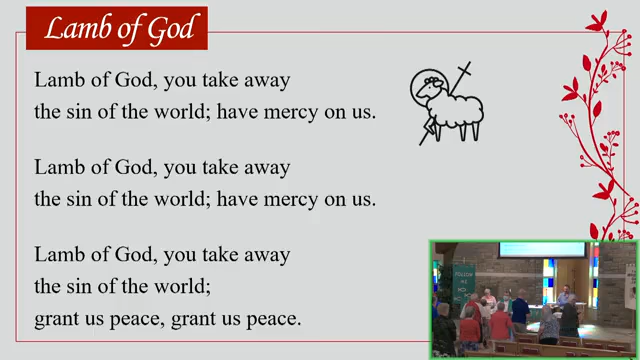 Lamb of God
Lamb of God, you take away
the sin of the world; have mercy on us.
Lamb of God, you take away
the sin of the world; have mercy on us.
Lamb of God, you take away
the sin of the world;
grant us peace, grant us peace.
FOLLOW
ME